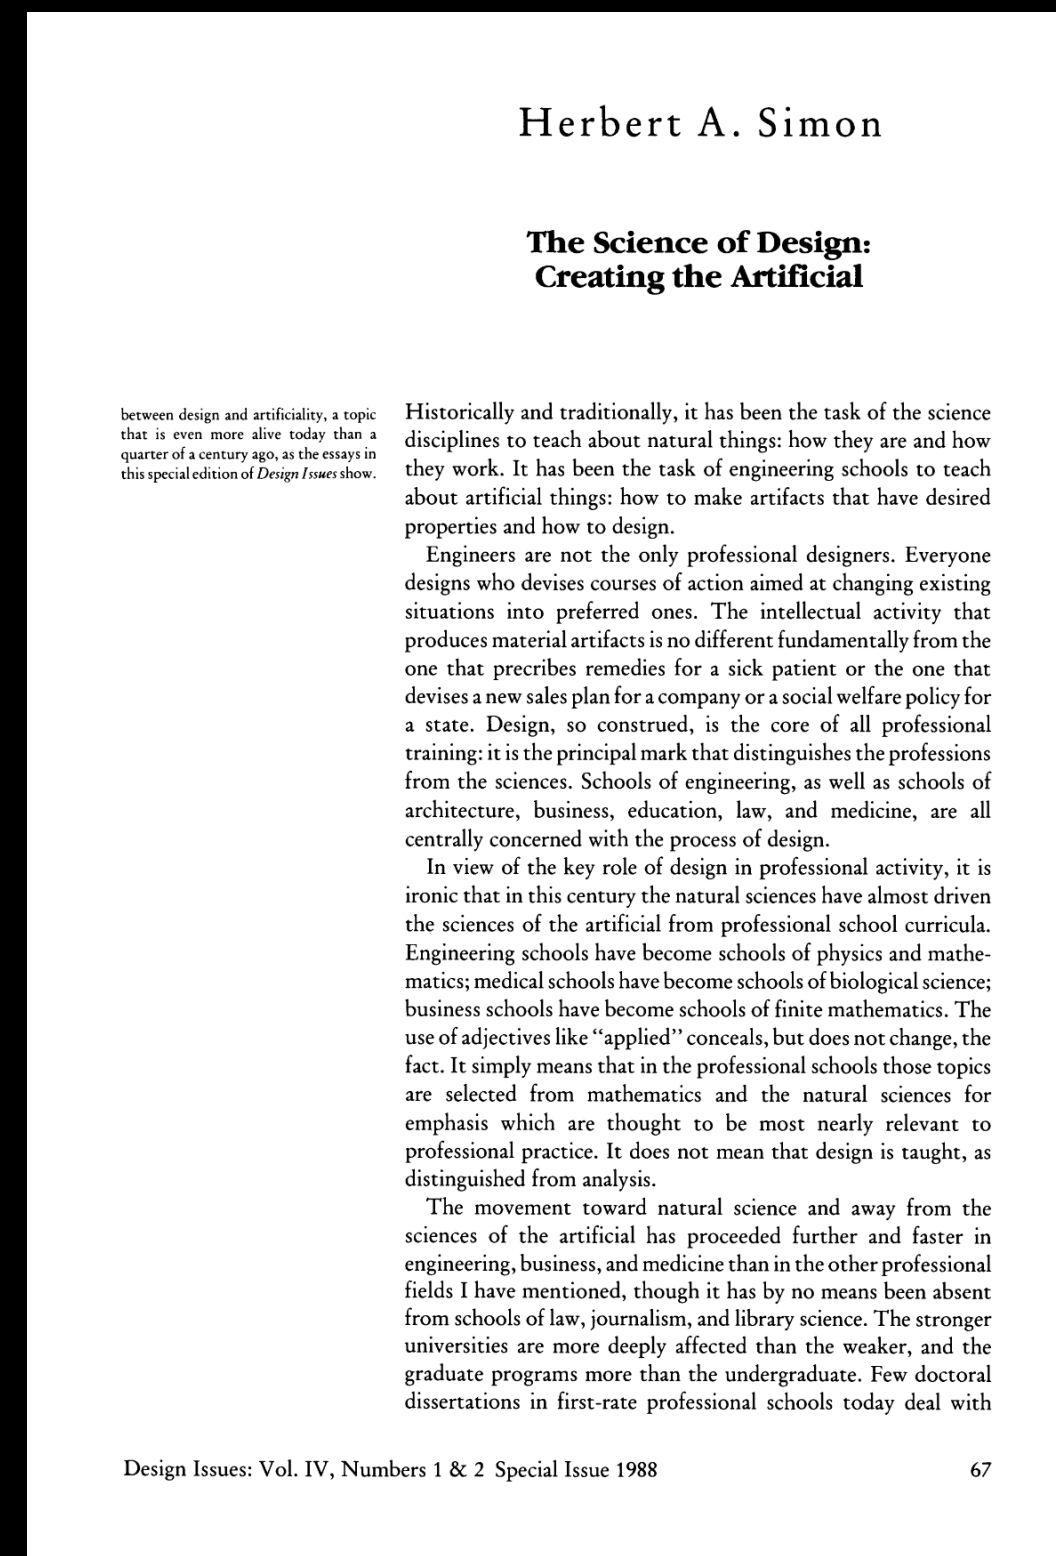 Herbert A. Simon
The Science of Design:
Creating the Artificial
between design and artificiality, a topic
that is even more alive today than a
quarter of a century ago, as the essays in
this special edition of Design Issues show.
Historically and traditionally, it has been the task of the science
disciplines to teach about natural things: how they are and how
they work. It has been the task of engineering schools to teach
about artificial things: how to make artifacts that have desired
properties and how to design.
Engineers are not the only professional designers. Everyone
designs who devises courses of action aimed at changing existing
situations into preferred ones. The intellectual activity that
produces material artifacts is no different fundamentally from the
one that precribes remedies for a sick patient or the one that
devises a new sales plan for a company or a social welfare policy for
a state. Design, so construed, is the core of all professional
training: it is the principal mark that distinguishes the professions
from the sciences. Schools of engineering, as well as schools of
architecture, business, education, law, and medicine, are all
centrally concerned with the process of design.
In view of the key role of design in professional activity, it is
ironic that in this century the natural sciences have almost driven
the sciences of the artificial from professional school curricula.
Engineering schools have become schools of physics and mathe-
matics; medical schools have become schools of biological science;
business schools have become schools of finite mathematics. The
use of adjectives like “applied” conceals, but does not change, the
fact. It simply means that in the professional schools those topics
are selected from mathematics and the natural sciences for
emphasis which are thought to be most nearly relevant to
professional practice. It does not mean that design is taught, as
distinguished from analysis.
The movement toward natural science and away from the
sciences of the artificial has proceeded further and faster in
engineering, business, and medicine than in the other professional
fields I have mentioned, though it has by no means been absent
from schools of law, journalism, and library science. The stronger
universities are more deeply affected than the weaker, and the
graduate programs more than the undergraduate. Few doctoral
dissertations in first-rate professional schools today deal with
Design Issues: Vol. IV, Numbers 1 & 2 Special Issue 1988
67